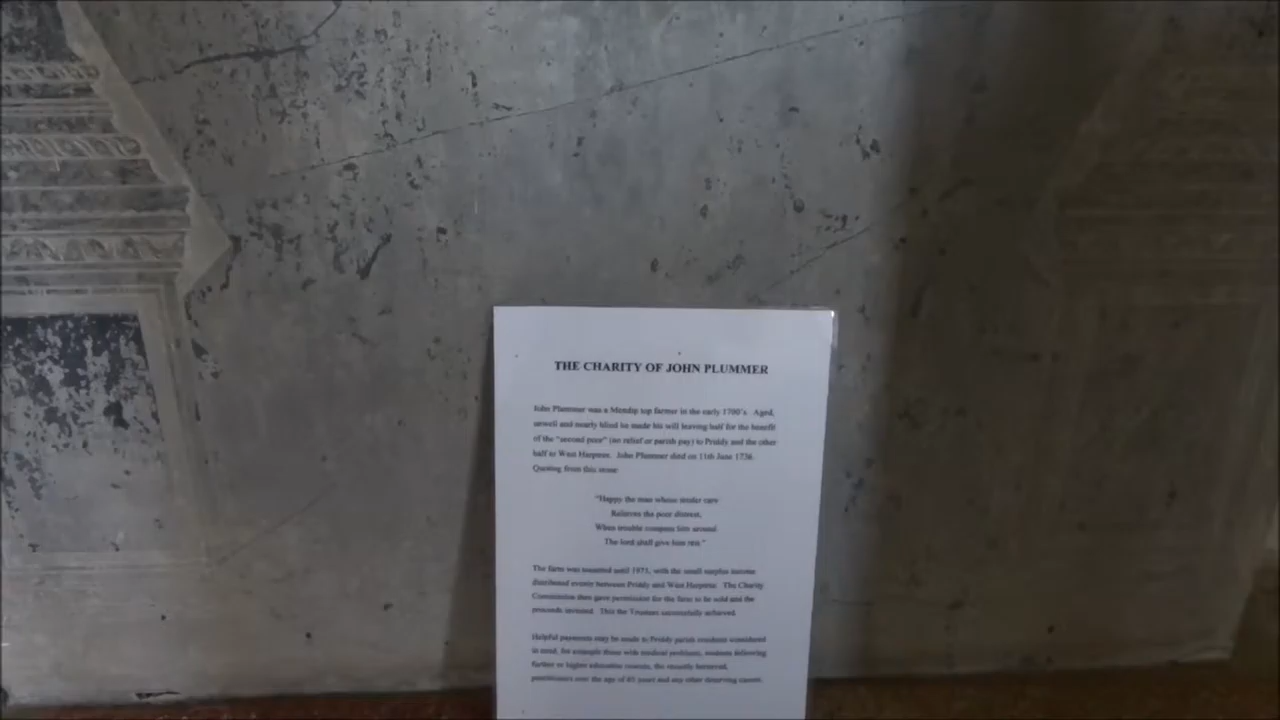 THE CHARITY OF JOHN PLUMMER
John Plummer was a Mendip top farmer in the early 1700's. Aged,
unwell and nearly blind he made his will leaving half for the benefit
of the "second poor" (no relief or parish pay) to Priddy and the other
half to West Harptree. John Plummer died on 11th June 1736.
Quoting from this stone
"Happy the man whose tender care
Relieves the poor distrest,
When trouble compass him around
The lord shall give him rest."
The farm was tenanted until 1973, with the small surplus income
distributed evenly between Priddy and West Harptree. The Charity
Commission then gave permission for the farm to be sold and the
proceeds invested. This the Trustees successfully achieved.
Helpful payments may be made to Priddy parish residents considered
in need, for example those with medical problems, students following
further or higher education courses, the recently bereaved,
practitioners over the age of years and any other deserving causes.